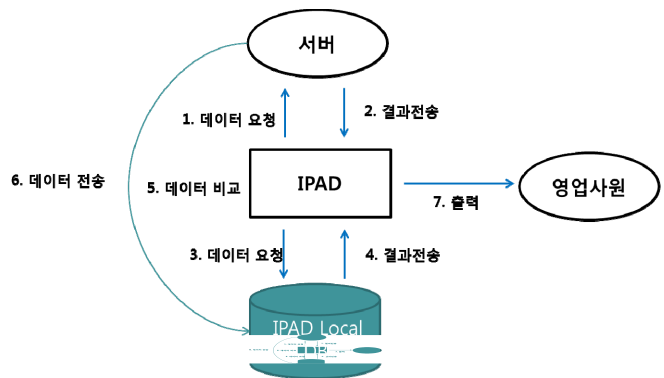 서버
1. 데이터 요청
2. 결과전송
6. 데이터 전송
5. 데이터 비교
IPAD
영업사원
7. 출력
3. 데이터 요청
4. 결과전송
IPAD Local